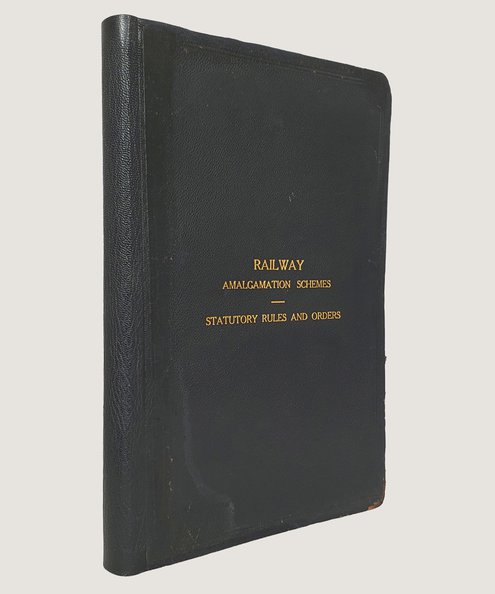 RAILWAY
AMALGAMATION SCHEMES
STATUTORY RULES AND ORDERS